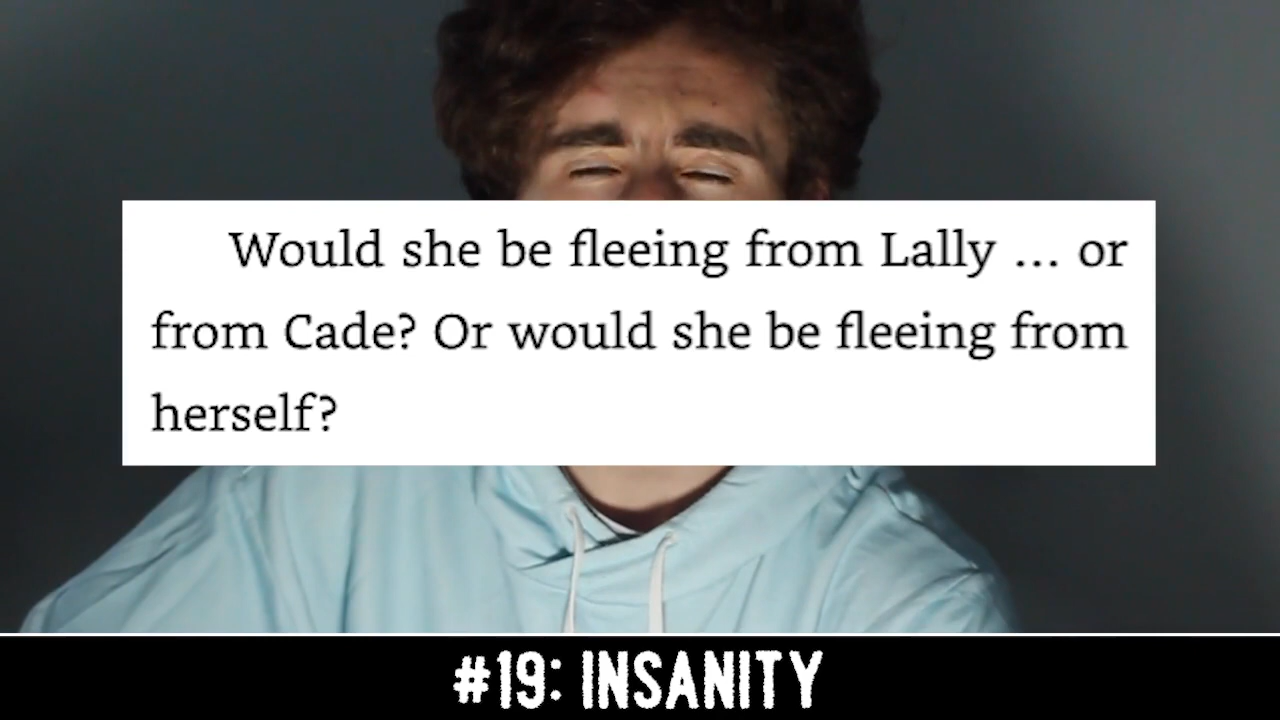 Would she be fleeing from Lally … or
from Cade? Or would she be fleeing from
herself?
#19: INSANITY